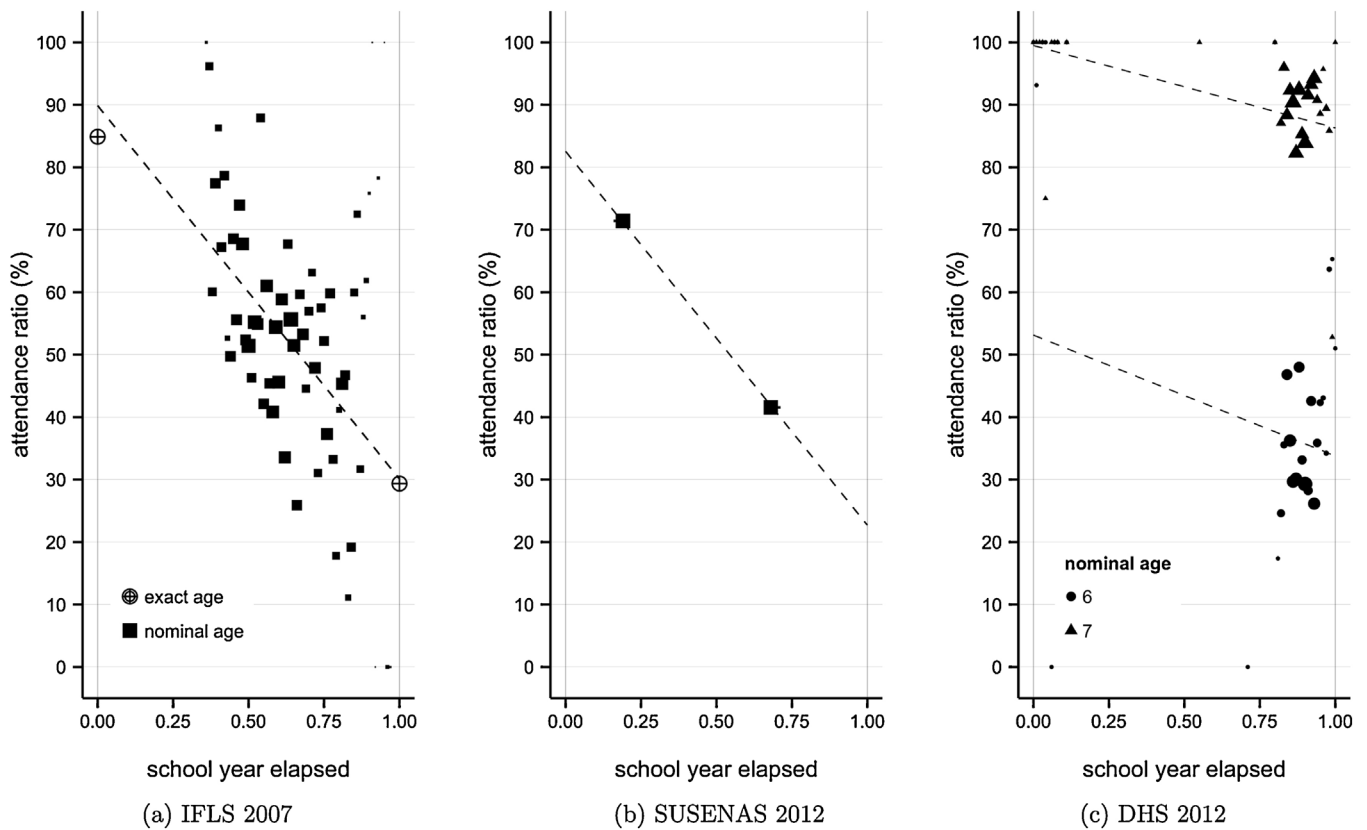 attendance ratio (%)
100
90
80
70
60
50
40
30
20
10
0
exact age
nominal age
0.00 0.25 0.50 0.75 1.00
school year elapsed
(a) IFLS 2007
attendance ratio (%)
100
90
80
70
60
50
40
30
20
10
0
0.00 0.25 0.50 0.75 1.00
school year elapsed
(b) SUSENAS 2012
attendance ratio (%)
100
90
80
70
60
50
40
30
20
10
0
nominal age
6
7
0.00 0.25 0.50 0.75 1.00
school year elapsed
(c) DHS 2012